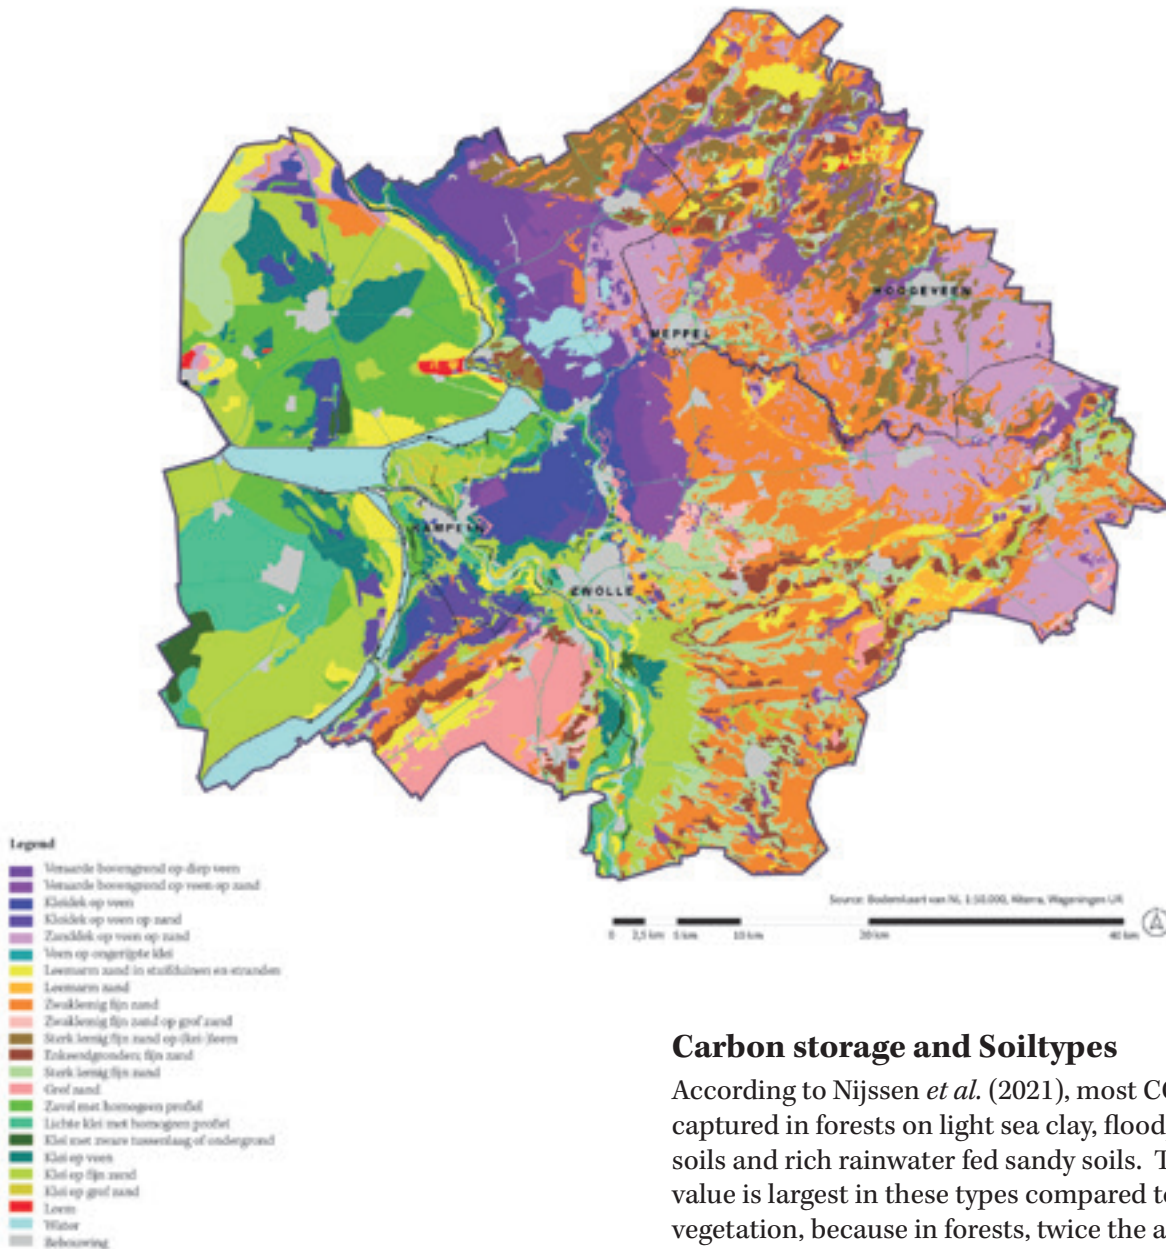 HOOGEVEEN
MEPPEL
KAMPEN
ZWOLLE
Legend
Veraarde bovengrond op diep veen
Veraarde bovengrond op veen op zand
Kleidek op veen
Kleidek op veen op zand
Zanddek op veen op zand
Veen op ongerijpte klei
Leemarm zand in stuifduinen en stranden
Leemarm zand
Zwaklemig fijn zand
Zwaklemig fijn zand op grof zand
Sterk lemig fijn zand op (kei-)leem
Enkeerdgronden; fijn zand
Sterk lemig fijn zand
Grof zand
Zavel met homogeen profiel
Lichte klei met homogeen profiel
Klei met zware tussenlaag of ondergrond
Klei op veen
Klei op fijn zand
Klei op grof zand
Leem
Water
Bebouwing
Source: Bodemkaart van NL 1:50.000, Alterra, Wageningen UR
0 2,5 km 5 km 10 km 20 km 40 km
Carbon storage and Soiltypes
According to Nijssen et al. (2021), most
captured in forests on light sea clay, flood
soils and rich rainwater fed sandy soils.
value is largest in these types compared
vegetation, because in forests, twice the